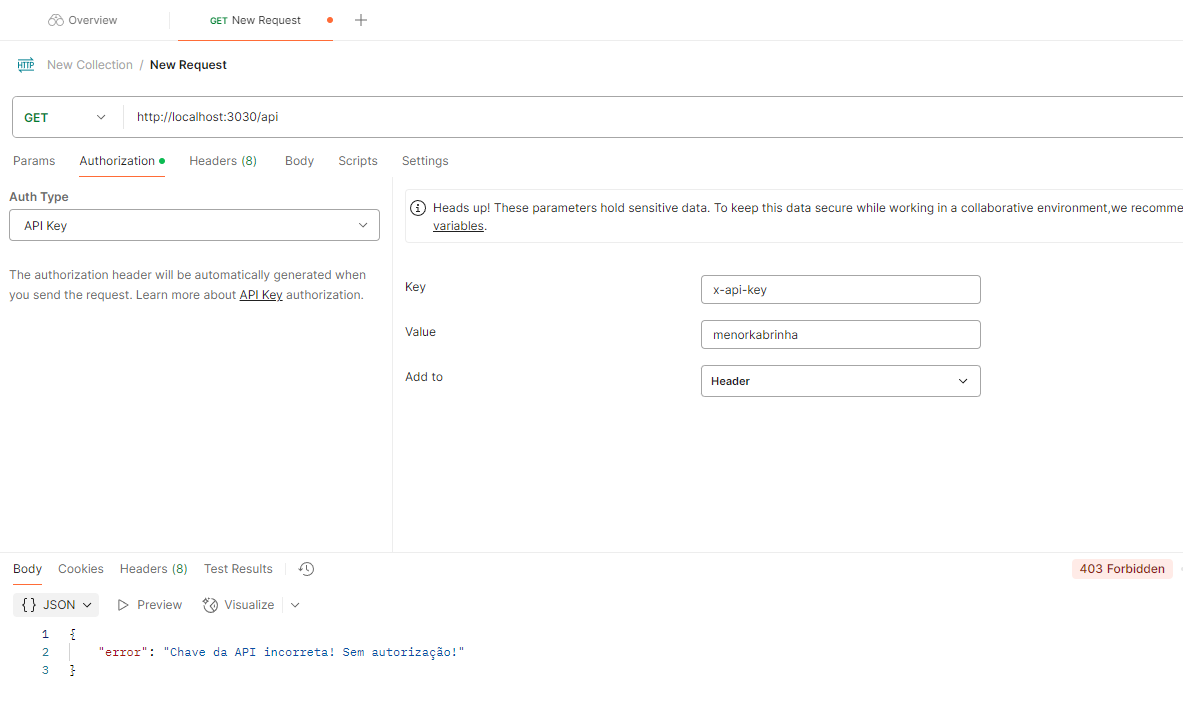 Overview
GET New Request
HTTP New Collection / New Request
GET http://localhost:3030/api
Params Authorization Headers (8) Body Scripts Settings
Auth Type
API Key
The authorization header will be automatically generated when
you send the request. Learn more about API Key authorization.
Heads up! These parameters hold sensitive data. To keep this data secure while working in a collaborative environment,we recomme
variables.
Key
x-api-key
Value
menorkabrinha
Add to
Header
Body Cookies Headers (8) Test Results
403 Forbidden
{} JSON Preview Visualize
1 {
2 "error": "Chave da API incorreta! Sem autorização!"
3 }